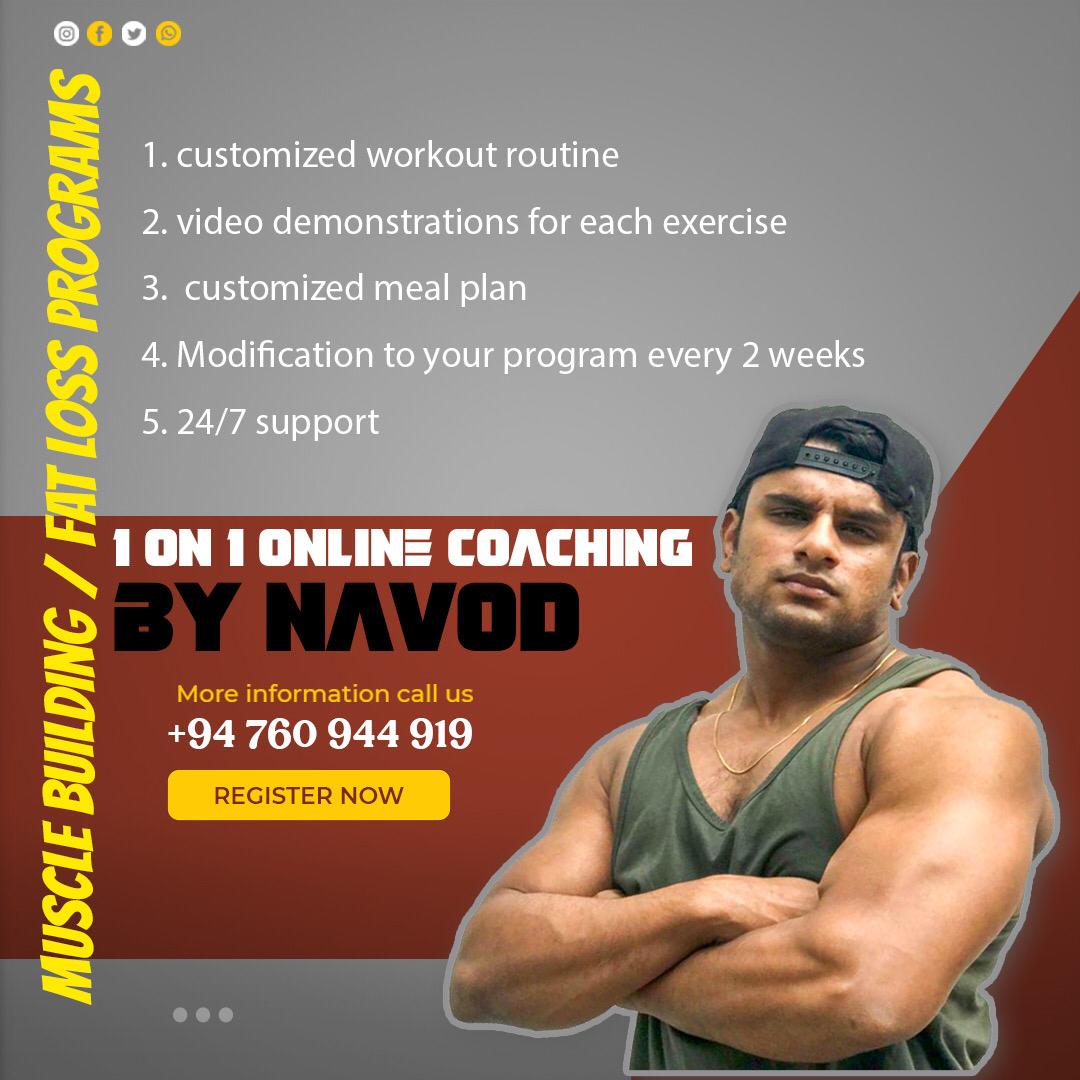 MUSCLE BUILDING / FAT LOSS PROGRAMS
1. customized workout routine
2. video demonstrations for each exercise
3. customized meal plan
4. Modification to your program every 2 weeks
5. 24/7 support
1 ON 1 ONLINE COACHING
BY NAVOD
More information call us
+94 760 944 919
REGISTER NOW